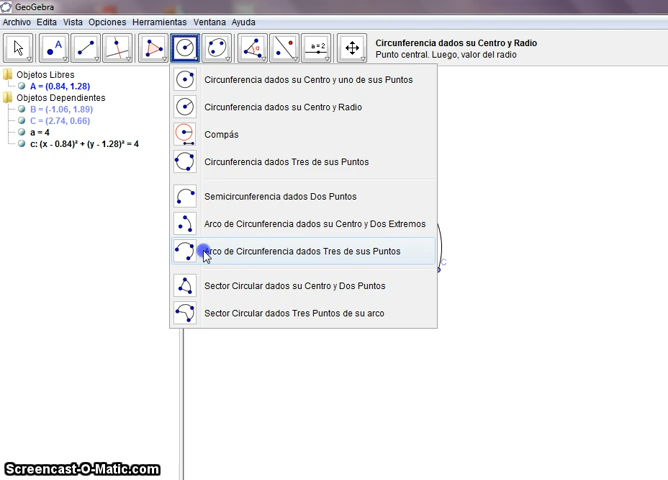 GeoGebra
Archivo Edita Vista Opciones Herramientas Ventana Ayuda
A
α
a = 2
Circunferencia dados su Centro y Radio
Punto central. Luego, valor del radio
Objetos Libres
A = (0.84, 1.28)
Objetos Dependientes
B = (-1.06, 1.89)
C = (2.74, 0.66)
a = 4
c: (x - 0.84)² + (y - 1.28)² = 4
Circunferencia dados su Centro y uno de sus Puntos
Circunferencia dados su Centro y Radio
Compás
Circunferencia dados Tres de sus Puntos
Semicircunferencia dados Dos Puntos
Arco de Circunferencia dados su Centro y Dos Extremos
Arco de Circunferencia dados Tres de sus Puntos
Sector Circular dados su Centro y Dos Puntos
Sector Circular dados Tres Puntos de su arco
C
Screencast-O-Matic.com